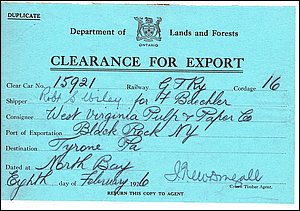 DUPLICATE
Department of Lands and Forests
ONTARIO
CLEARANCE FOR EXPORT
Clear Car No. 15921 Railway G T Ry Cordage 16
Shipper Robt S Wiley for H Buchler
Consignee West Virginia Pulp & Paper Co
Port of Exportation Black Rock NY
Destination Tyrone Pa
Dated at North Bay
Eighth day of February 1926
Crown Timber Agent.
RETURN THIS COPY TO AGENT